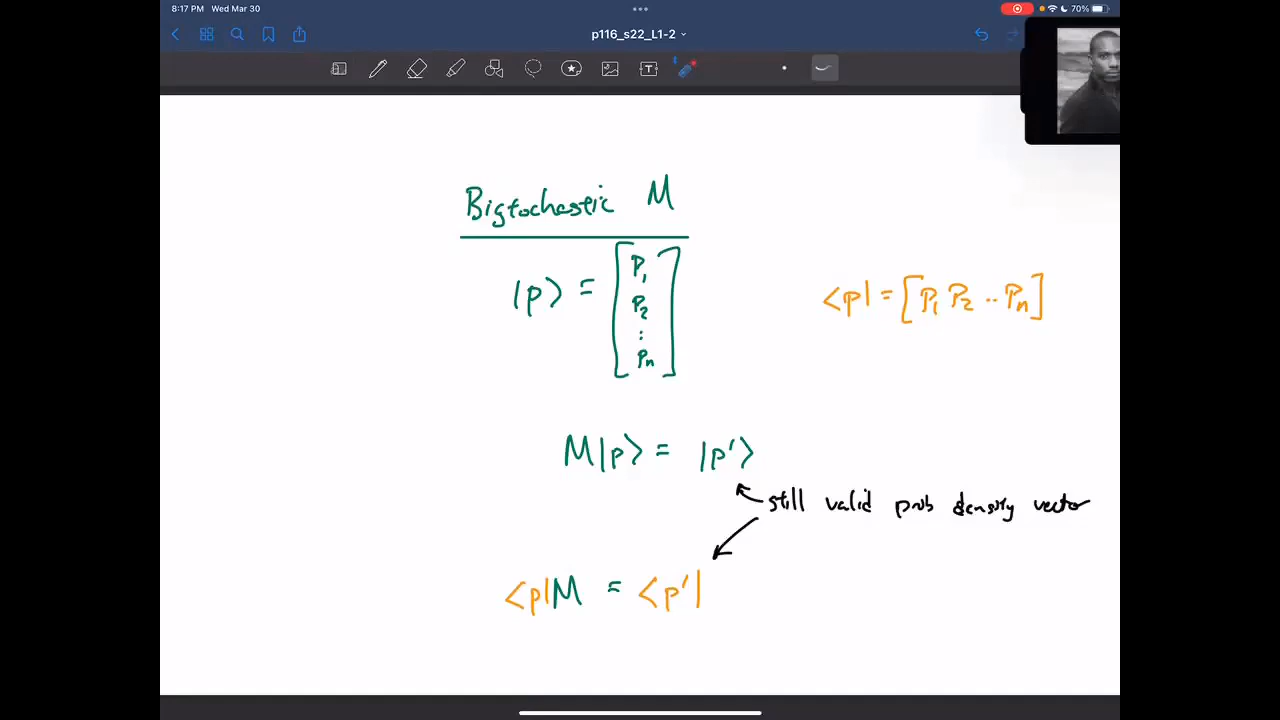 8:17 PM Wed Mar 30
70%
p116_s22_L1-2
Bistochastic M
|p⟩ = [p₁ p₂ ⋮ pₙ]
<p| = [p₁ p₂ .. pₙ]
M|p⟩ = |p'⟩
still valid prob density vector
<p|M = <p'|